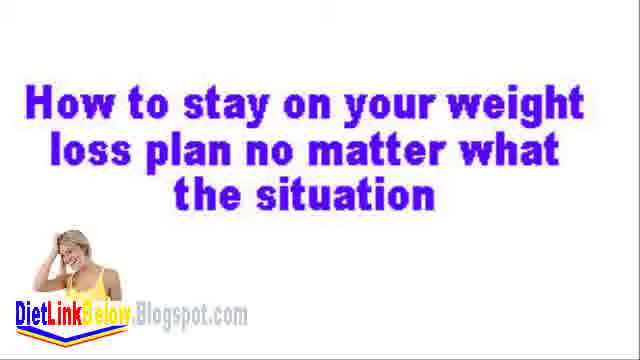 How to stay on your weight
loss plan no matter what
the situation
DietLinkBelow.Blogspot.com